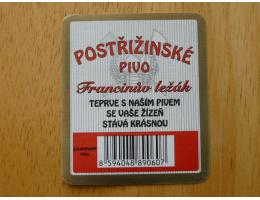 POSTŘIŽINSKÉ
PIVO
Francinův ležák
TEPRVE S NAŠÍM PIVEM
SE VAŠE ŽÍZEŇ
STÁVÁ KRÁSNOU
8 594048 890607